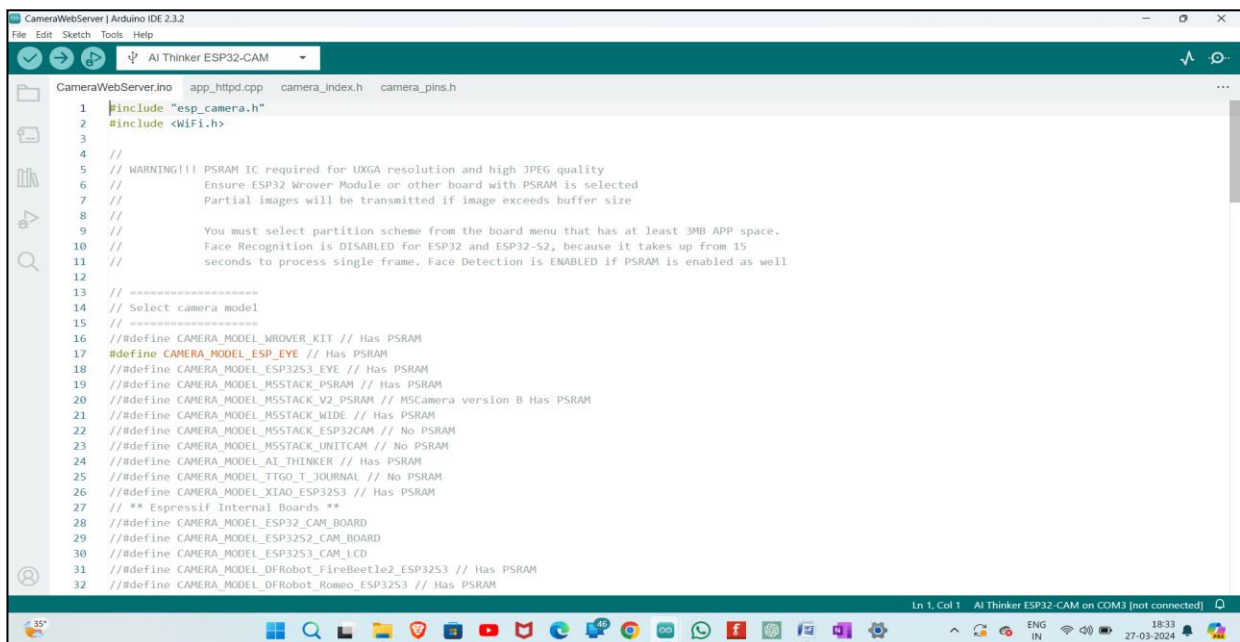 CameraWebServer | Arduino IDE 2.3.2
File Edit Sketch Tools Help
AI Thinker ESP32-CAM
CameraWebServer.ino app_httpd.cpp camera_index.h camera_pins.h ...
1 #include "esp_camera.h"
2 #include <WiFi.h>
3
4 //
5 // WARNING!!! PSRAM IC required for UXGA resolution and high JPEG quality
6 // Ensure ESP32 Wrover Module or other board with PSRAM is selected
7 // Partial images will be transmitted if image exceeds buffer size
8 //
9 // You must select partition scheme from the board menu that has at least 3MB APP space.
10 // Face Recognition is DISABLED for ESP32 and ESP32-S2, because it takes up from 15
11 // seconds to process single frame. Face Detection is ENABLED if PSRAM is enabled as well
12
13 // ===================
14 // Select camera model
15 // ===================
16 //#define CAMERA_MODEL_WROVER_KIT // Has PSRAM
17 #define CAMERA_MODEL_ESP_EYE // Has PSRAM
18 //#define CAMERA_MODEL_ESP32S3_EYE // Has PSRAM
19 //#define CAMERA_MODEL_M5STACK_PSRAM // Has PSRAM
20 //#define CAMERA_MODEL_M5STACK_V2_PSRAM // M5Camera version B Has PSRAM
21 //#define CAMERA_MODEL_M5STACK_WIDE // Has PSRAM
22 //#define CAMERA_MODEL_M5STACK_ESP32CAM // No PSRAM
23 //#define CAMERA_MODEL_M5STACK_UNITCAM // No PSRAM
24 //#define CAMERA_MODEL_AI_THINKER // Has PSRAM
25 //#define CAMERA_MODEL_TTGO_T_JOURNAL // No PSRAM
26 //#define CAMERA_MODEL_XIAO_ESP32S3 // Has PSRAM
27 // ** Espressif Internal Boards **
28 //#define CAMERA_MODEL_ESP32_CAM_BOARD
29 //#define CAMERA_MODEL_ESP32S2_CAM_BOARD
30 //#define CAMERA_MODEL_ESP32S3_CAM_LCD
31 //#define CAMERA_MODEL_DFRobot_FireBeetle2_ESP32S3 // Has PSRAM
32 //#define CAMERA_MODEL_DFRobot_Romeo_ESP32S3 // Has PSRAM
Ln 1, Col 1 AI Thinker ESP32-CAM on COM3 [not connected]
35°
46
ENG
IN
18:33
27-03-2024